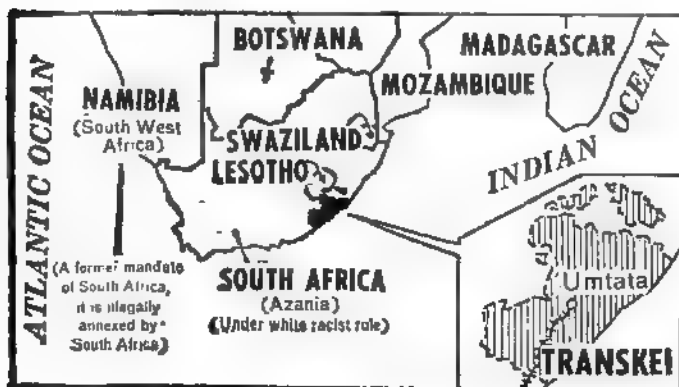 ATLANTIC OCEAN
BOTSWANA
MADAGASCAR
MOZAMBIQUE
NAMIBIA
(South West
Africa)
SWAZILAND
LESOTHO
INDIAN OCEAN
(A former mandate
of South Africa,
it is illegally
annexed by
South Africa)
SOUTH AFRICA
(Azania)
(Under white racist rule)
Umtata
TRANSKEI